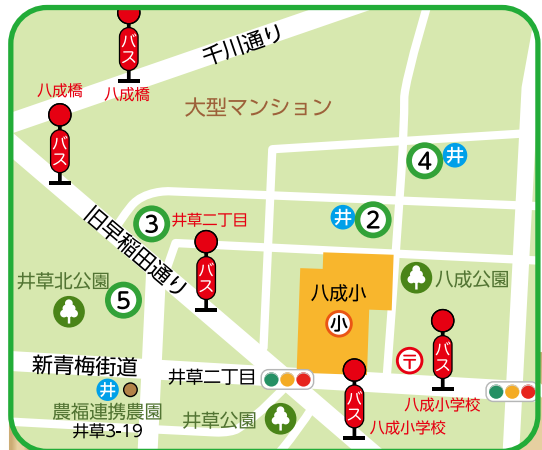 バス
千川通り
八成橋
八成橋
バス
大型マンション
4
井
井
2
3
井草二丁目
旧早稲田通り
バス
井草北公園
5
八成小
小
八成公園
新青梅街道
井草二丁目
〒
バス
井
農福連携農園
井草3-19
井草公園
バス
八成小学校
八成小学校